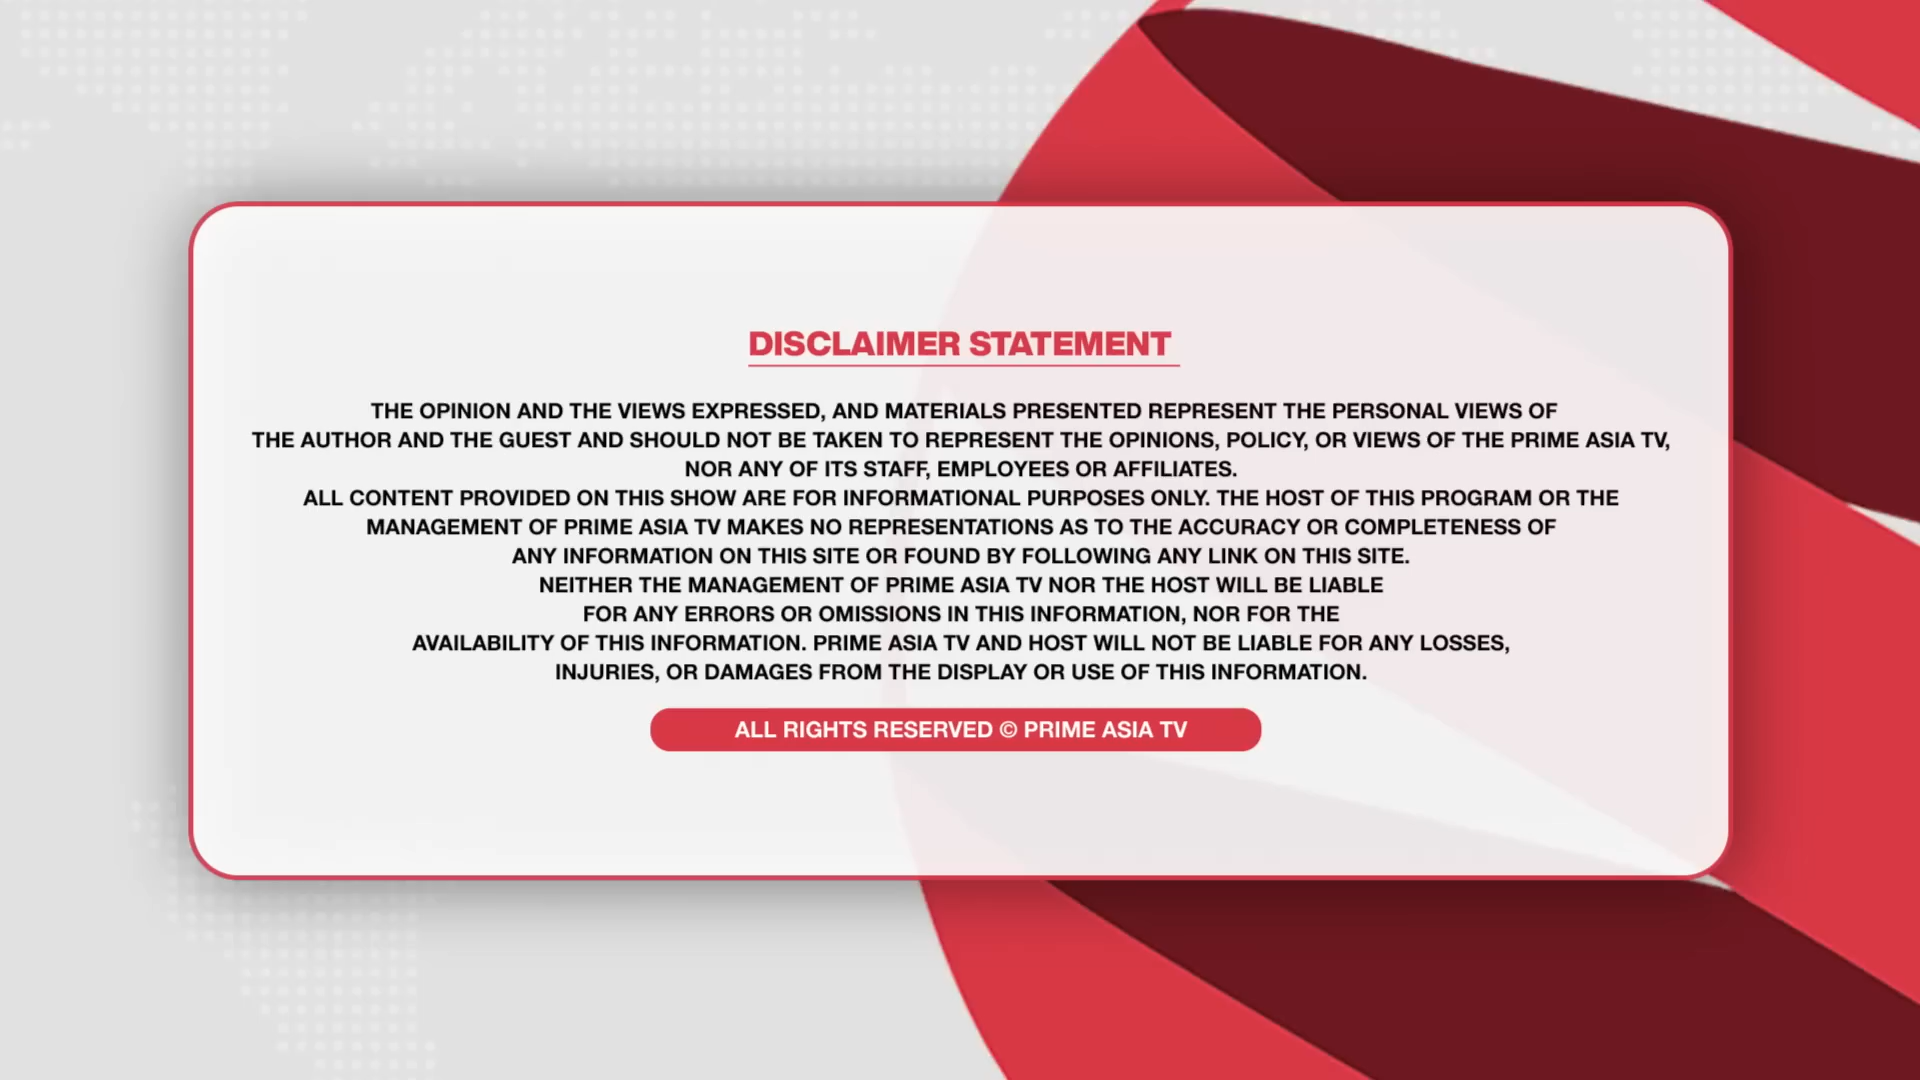 DISCLAIMER STATEMENT
THE OPINION AND THE VIEWS EXPRESSED, AND MATERIALS PRESENTED REPRESENT THE PERSONAL VIEWS OF
THE AUTHOR AND THE GUEST AND SHOULD NOT BE TAKEN TO REPRESENT THE OPINIONS, POLICY, OR VIEWS OF THE PRIME ASIA TV,
NOR ANY OF ITS STAFF, EMPLOYEES OR AFFILIATES.
ALL CONTENT PROVIDED ON THIS SHOW ARE FOR INFORMATIONAL PURPOSES ONLY. THE HOST OF THIS PROGRAM OR THE
MANAGEMENT OF PRIME ASIA TV MAKES NO REPRESENTATIONS AS TO THE ACCURACY OR COMPLETENESS OF
ANY INFORMATION ON THIS SITE OR FOUND BY FOLLOWING ANY LINK ON THIS SITE.
NEITHER THE MANAGEMENT OF PRIME ASIA TV NOR THE HOST WILL BE LIABLE
FOR ANY ERRORS OR OMISSIONS IN THIS INFORMATION, NOR FOR THE
AVAILABILITY OF THIS INFORMATION. PRIME ASIA TV AND HOST WILL NOT BE LIABLE FOR ANY LOSSES,
INJURIES, OR DAMAGES FROM THE DISPLAY OR USE OF THIS INFORMATION.
ALL RIGHTS RESERVED © PRIME ASIA TV